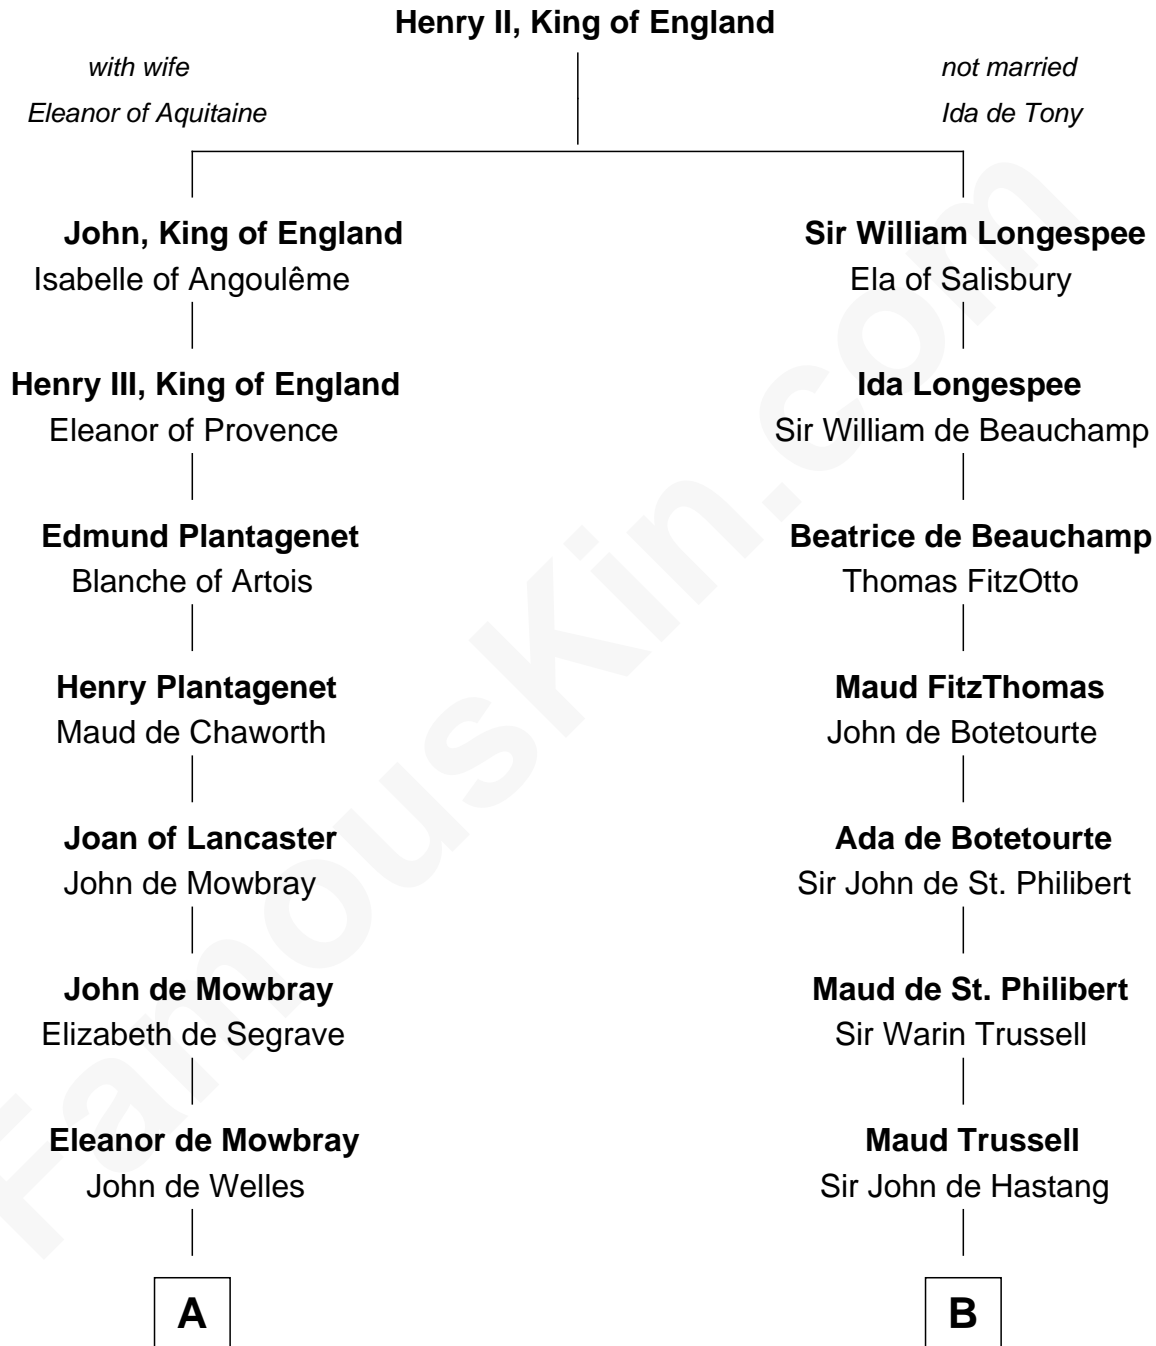 Henry II, King of England
with wife
Eleanor of Aquitaine
not married
Ida de Tony
John, King of England
Isabelle of Angoulême
Sir William Longespee
Ela of Salisbury
Henry III, King of England
Eleanor of Provence
Ida Longespee
Sir William de Beauchamp
Edmund Plantagenet
Blanche of Artois
Beatrice de Beauchamp
Thomas FitzOtto
Henry Plantagenet
Maud de Chaworth
Maud FitzThomas
John de Botetourte
Joan of Lancaster
John de Mowbray
Ada de Botetourte
Sir John de St. Philibert
John de Mowbray
Elizabeth de Segrave
Maud de St. Philibert
Sir Warin Trussell
Eleanor de Mowbray
John de Welles
Maud Trussell
Sir John de Hastang
A
B
FamousKin.com